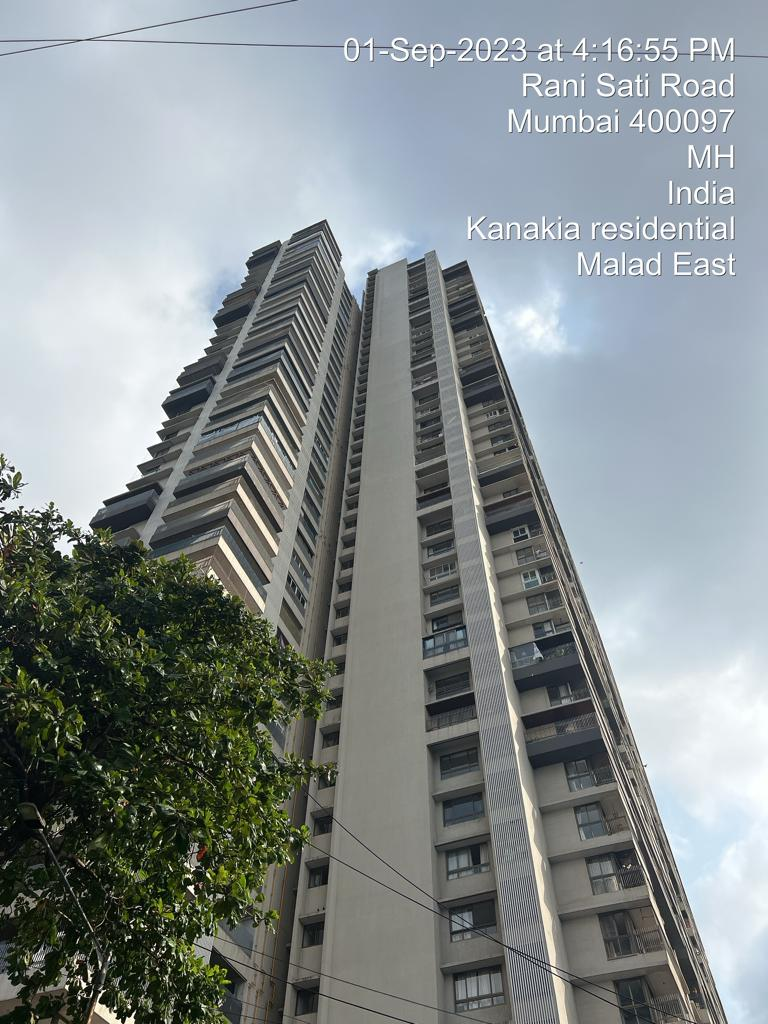 01-Sep-2023 at 4:16:55 PM
Rani Sati Road
Mumbai 400097
MH
India
Kanakia residential
Malad East